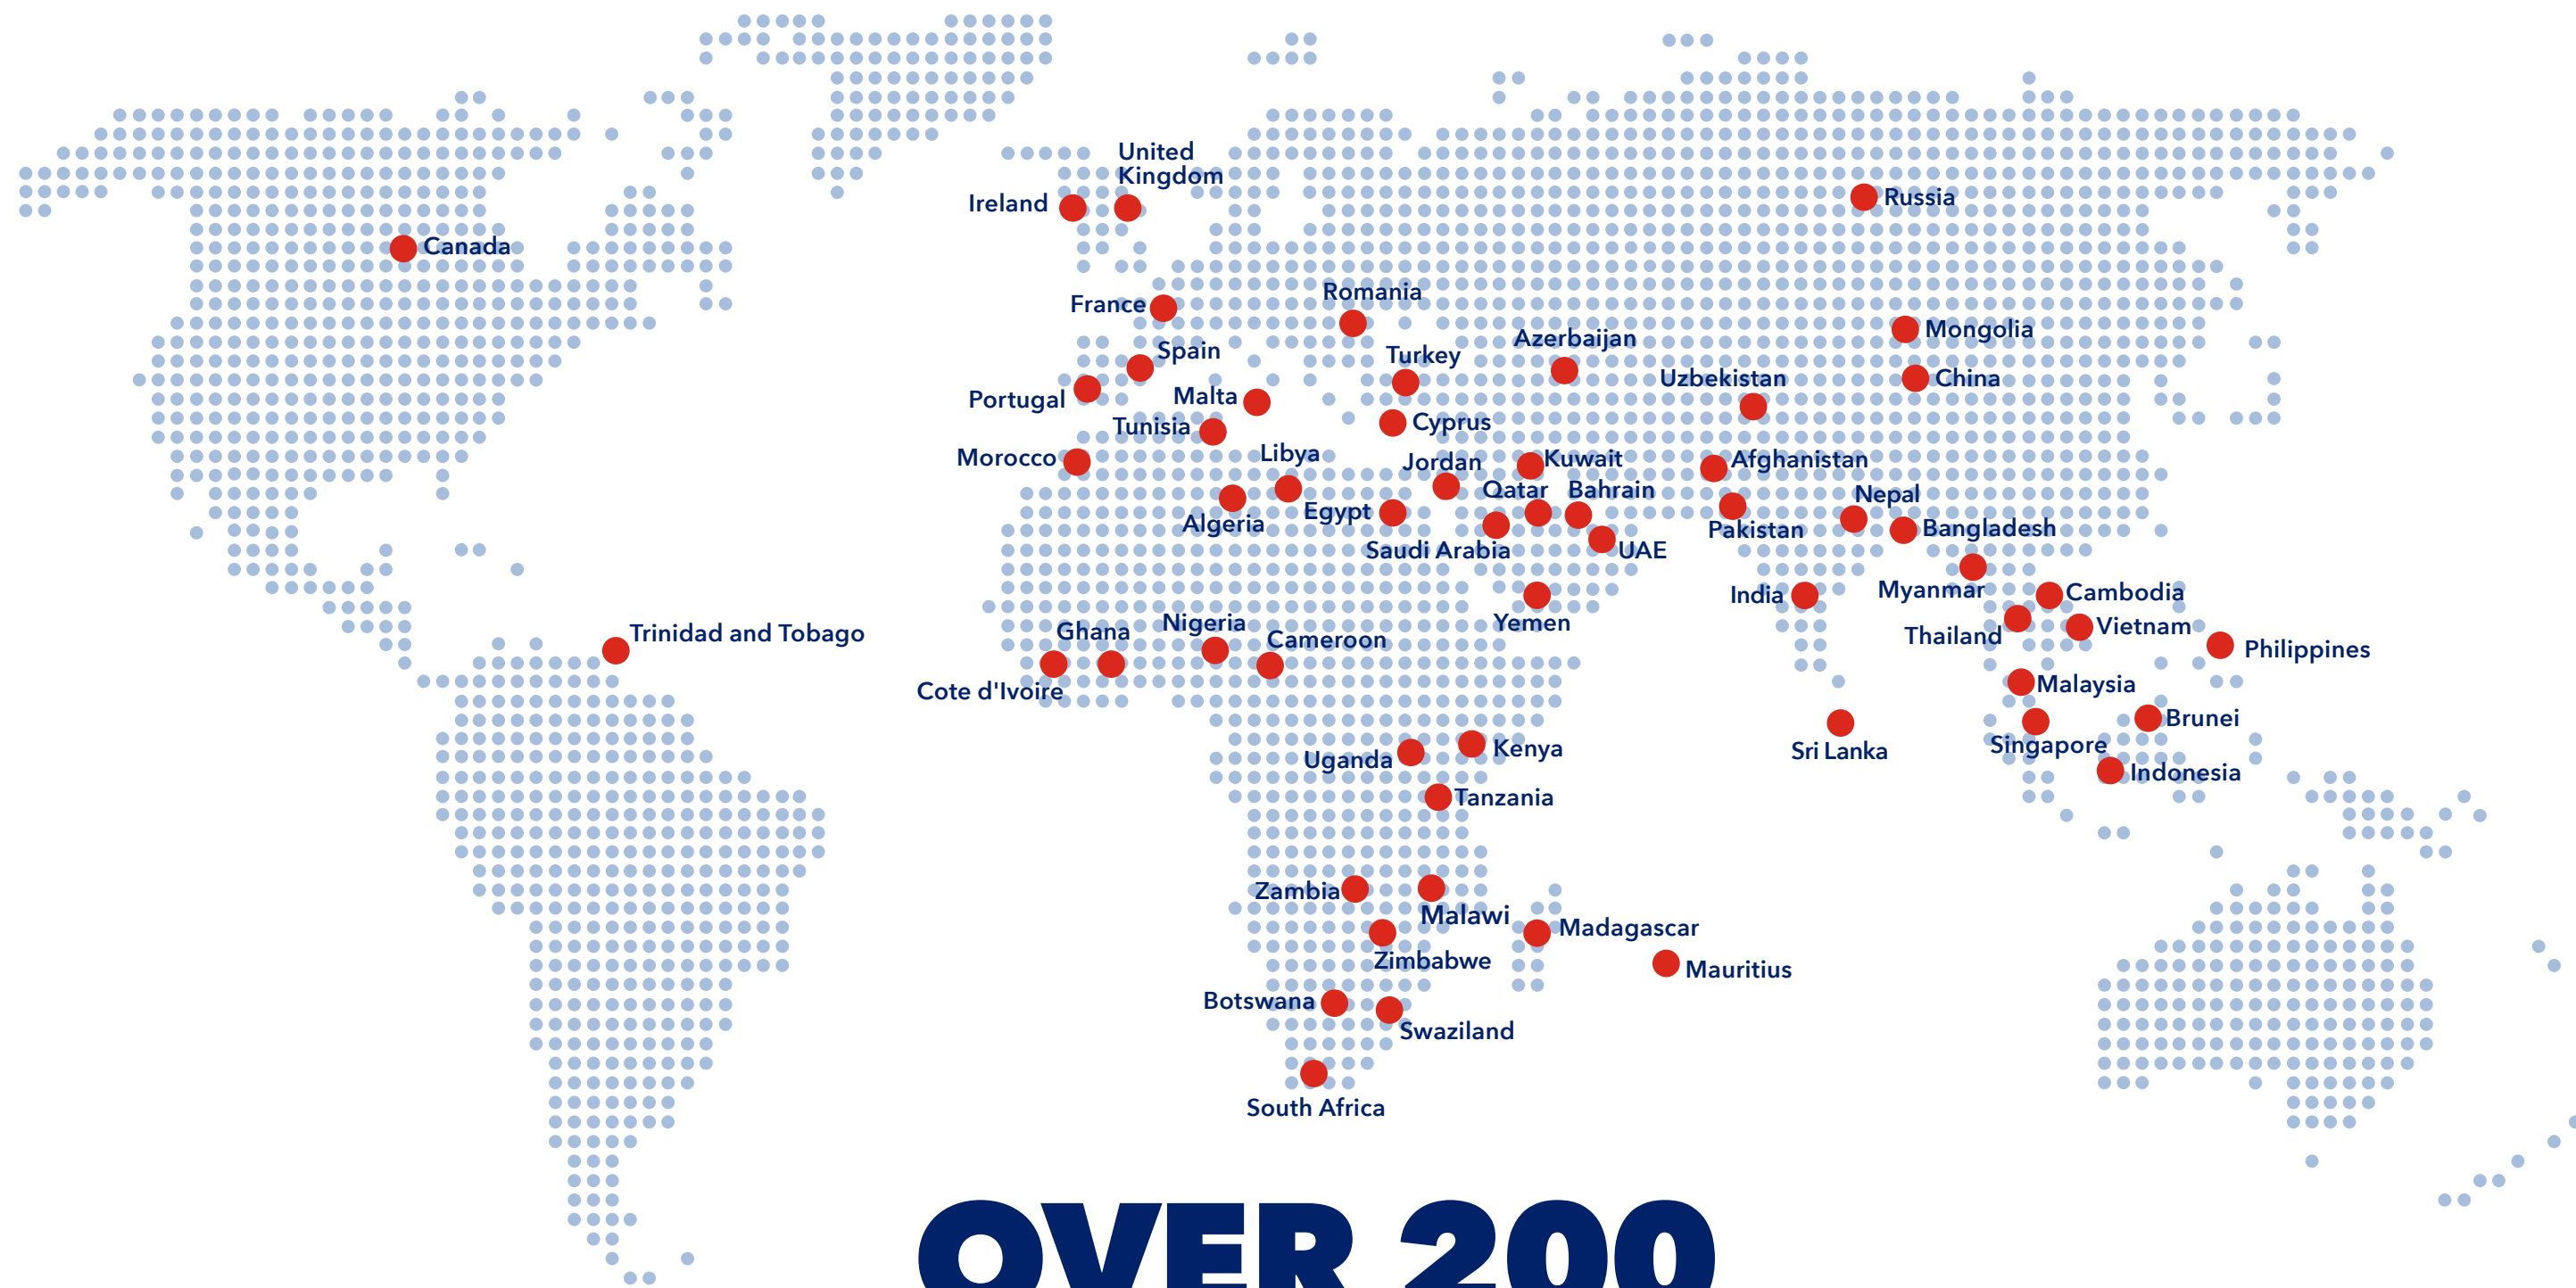 United
Kingdom
Ireland
Russia
Canada
France
Romania
Mongolia
Azerbaijan
Spain
Turkey
China
Uzbekistan
Portugal
Malta
Cyprus
Tunisia
Libya
Morocco
Jordan
Kuwait
Afghanistan
Qatar
Bahrain
Nepal
Egypt
Algeria
Pakistan
Bangladesh
Saudi Arabia
UAE
Myanmar
India
Cambodia
Nigeria
Yemen
Vietnam
Ghana
Trinidad and Tobago
Thailand
Cameroon
Philippines
Malaysia
Cote d'Ivoire
Brunei
Singapore
Kenya
Sri Lanka
Uganda
Indonesia
Tanzania
Zambia
Malawi
Madagascar
Zimbabwe
Mauritius
Botswana
Swaziland
South Africa
OVER 200